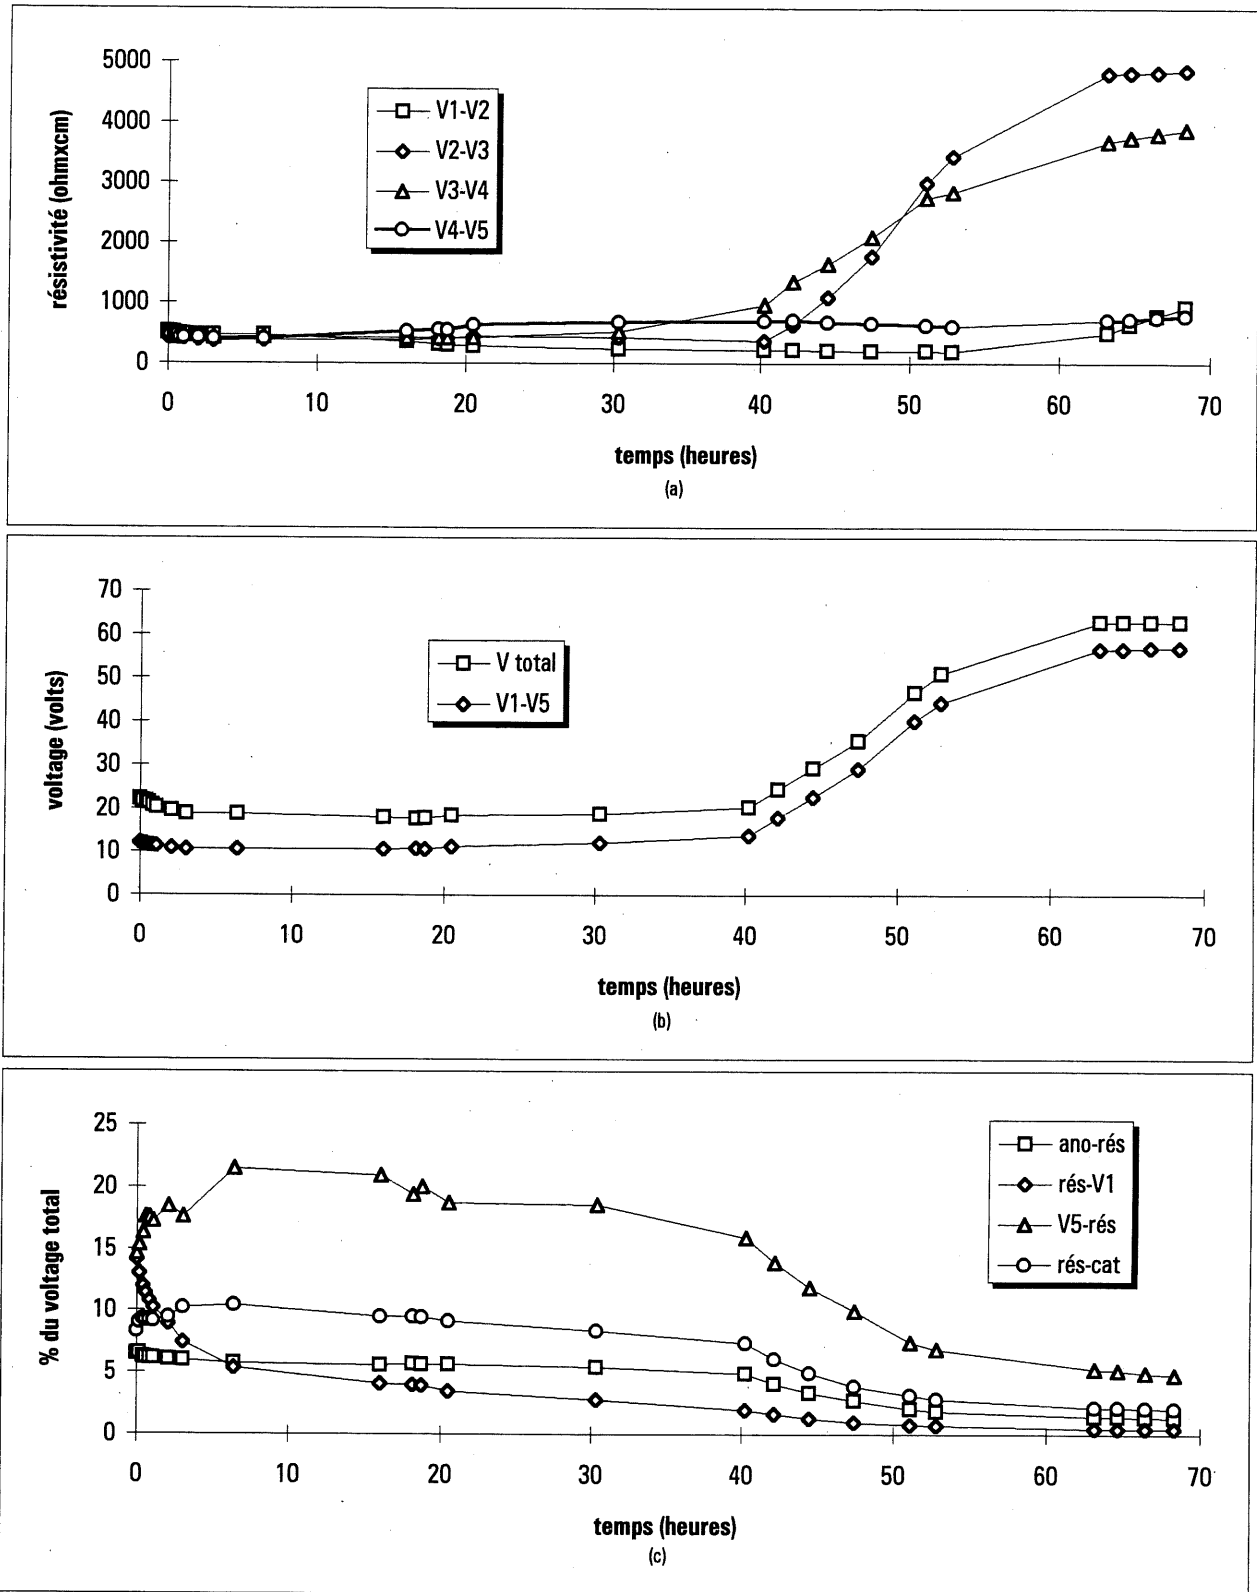 5000
4000
3000
2000
1000
0
résistivité (ohmxcm)
V1-V2
V2-V3
V3-V4
V4-V5
0 10 20 30 40 50 60 70
temps (heures)
(a)
70
60
50
40
30
20
10
0
voltage (volts)
V total
V1-V5
0 10 20 30 40 50 60 70
temps (heures)
(b)
25
20
15
10
5
0
% du voltage total
ano-rés
rés-V1
V5-rés
rés-cat
0 10 20 30 40 50 60 70
temps (heures)
(c)